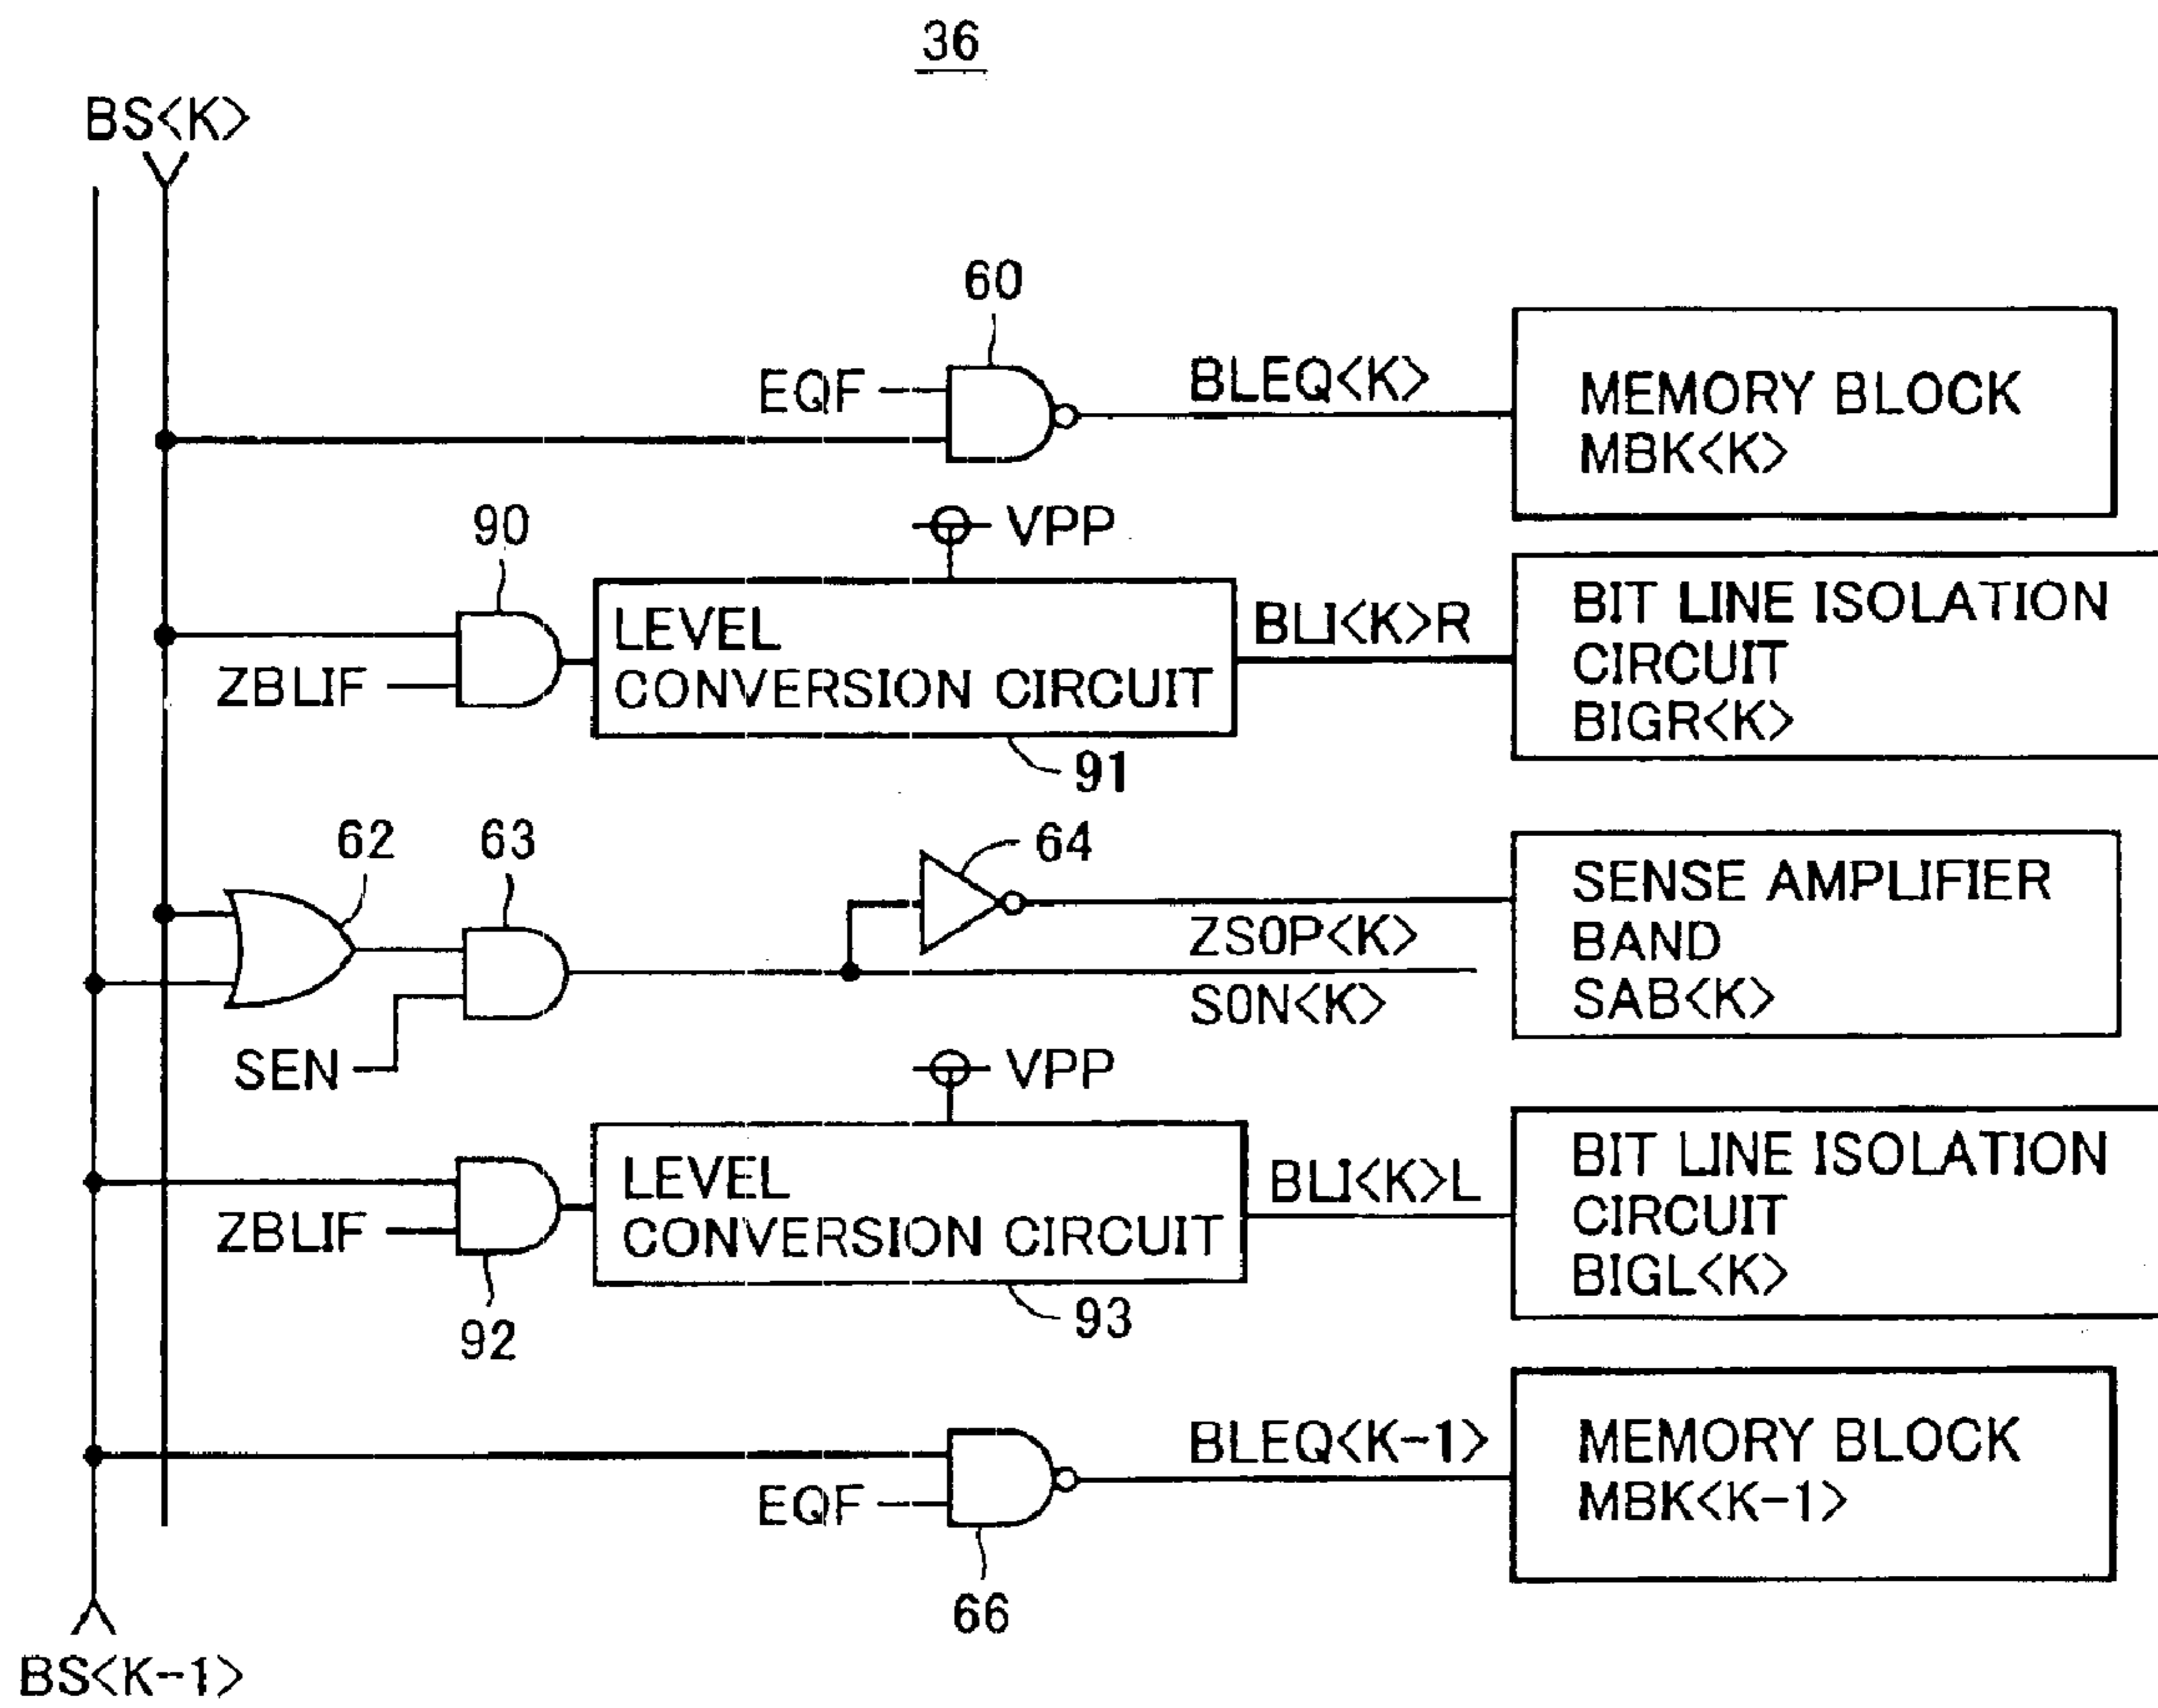 36
BS<K>
60
EQF
BLEQ<K>
MEMORY BLOCK
MBK<K>
90
VPP
ZBLIF
LEVEL
CONVERSION CIRCUIT
91
BLI<K>R
BIT LINE ISOLATION
CIRCUIT
BIGR<K>
62
63
64
SEN
ZSOP<K>
SON<K>
SENSE AMPLIFIER
BAND
SAB<K>
VPP
ZBLIF
92
LEVEL
CONVERSION CIRCUIT
93
BLI<K>L
BIT LINE ISOLATION
CIRCUIT
BIGL<K>
EQF
66
BLEQ<K-1>
MEMORY BLOCK
MBK<K-1>
BS<K-1>